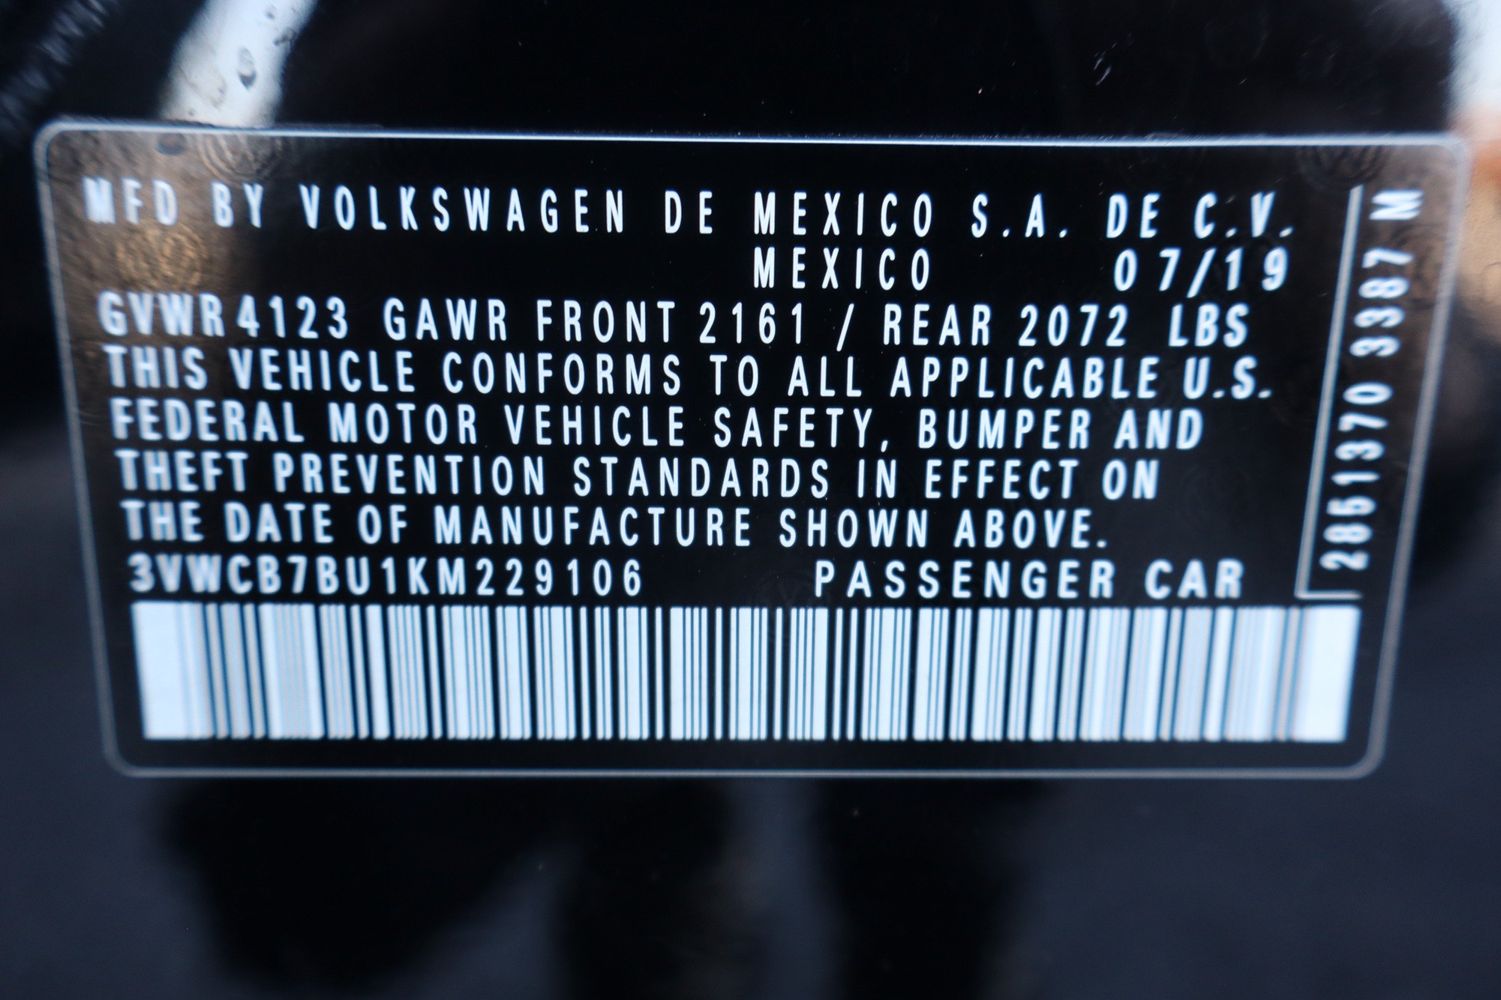 MFD BY VOLKSWAGEN DE MEXICO S.A. DE C.V.
MEXICO 07/19
GVWR 4123 GAWR FRONT 2161 / REAR 2072 LBS
THIS VEHICLE CONFORMS TO ALL APPLICABLE U.S.
FEDERAL MOTOR VEHICLE SAFETY, BUMPER AND
THEFT PREVENTION STANDARDS IN EFFECT ON
THE DATE OF MANUFACTURE SHOWN ABOVE.
3VWCB7BU1KM229106 PASSENGER CAR
2861370 3387 M